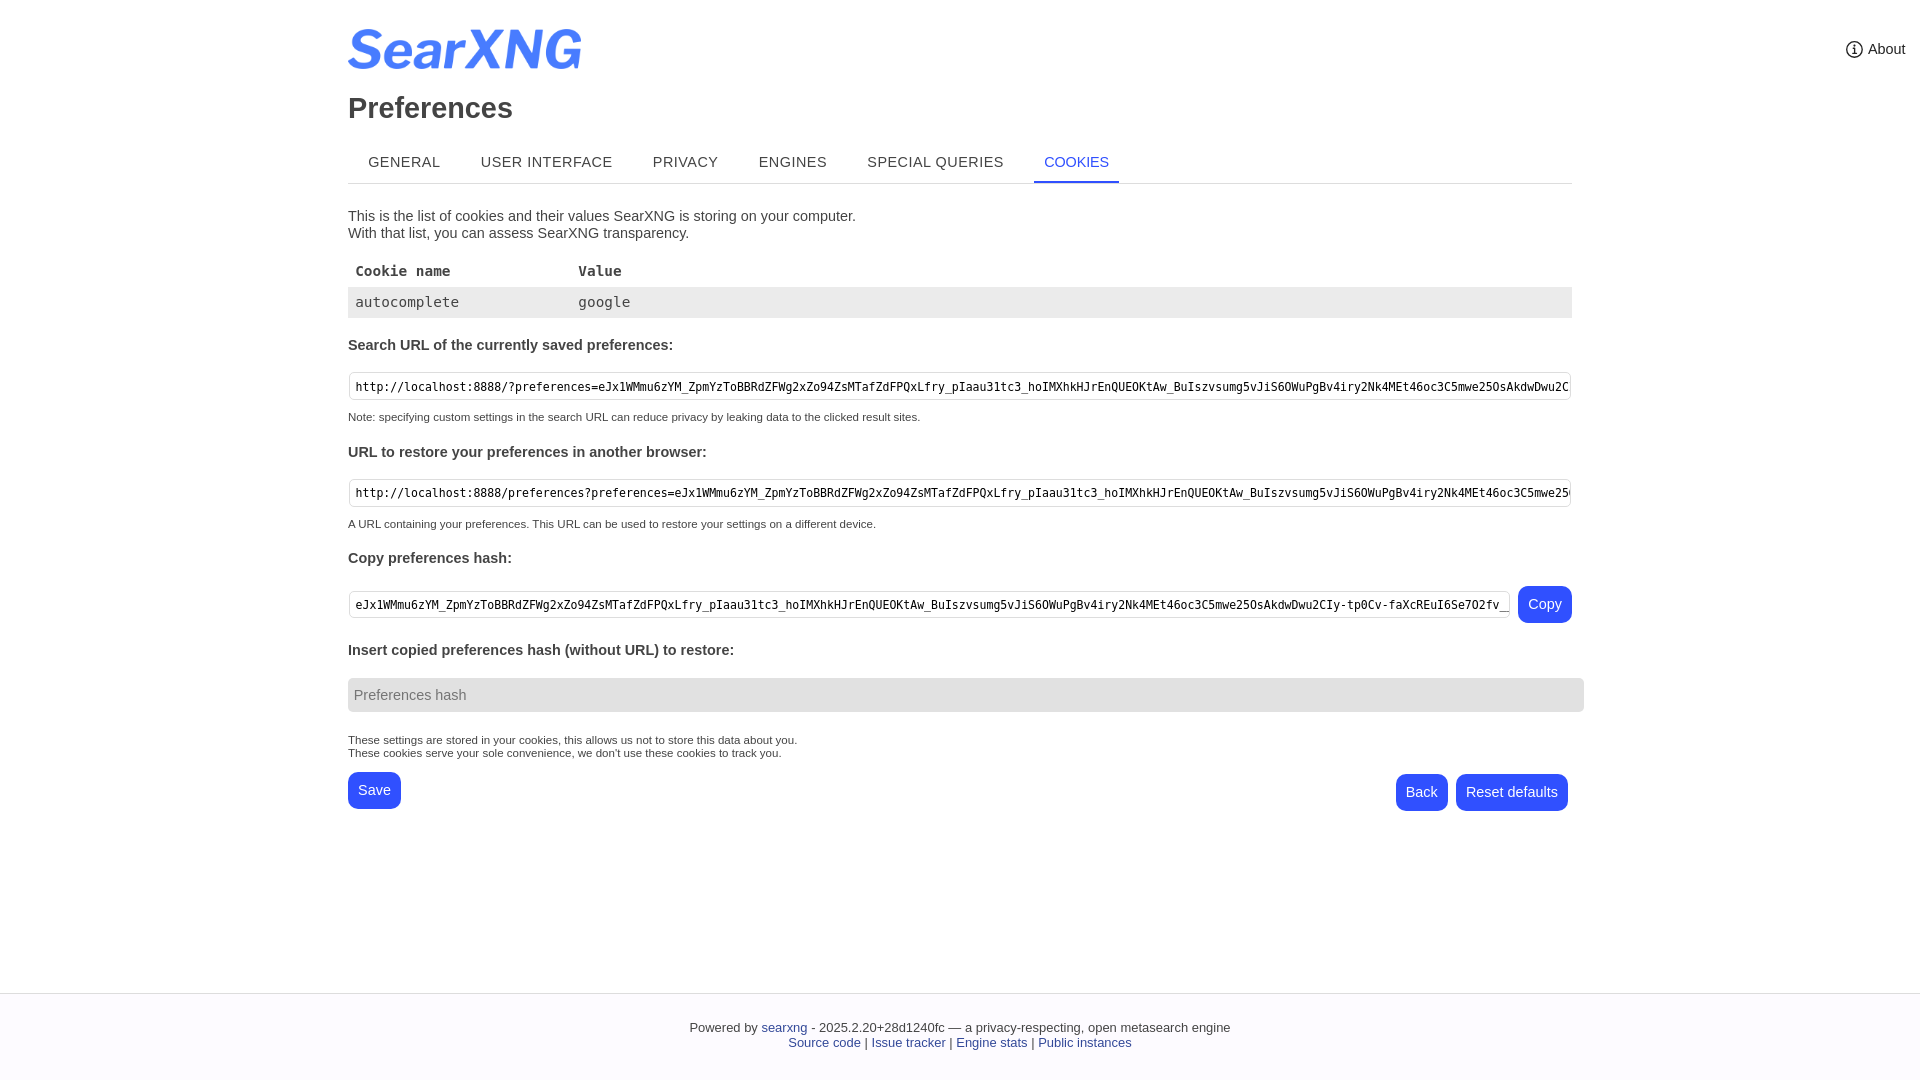 SearXNG
About
Preferences
GENERAL USER INTERFACE PRIVACY ENGINES SPECIAL QUERIES COOKIES
This is the list of cookies and their values SearXNG is storing on your computer.
With that list, you can assess SearXNG transparency.
Cookie name Value
autocomplete google
Search URL of the currently saved preferences:
http://localhost:8888/?preferences=eJx1WMmu6zYM_ZpmYzToBBRdZFWg2xZo94ZsMTafZdFPQxLfry_pIaau31tc3_hoIMXhkHJrEnQUEOKtAw_BuIszvsumg5vJiS6OWuPgBv4iry2Nk4MEt46oc3C5mwe25OsAkdwDwu2C
Note: specifying custom settings in the search URL can reduce privacy by leaking data to the clicked result sites.
URL to restore your preferences in another browser:
http://localhost:8888/preferences?preferences=eJx1WMmu6zYM_ZpmYzToBBRdZFWg2xZo94ZsMTafZdFPQxLfry_pIaau31tc3_hoIMXhkHJrEnQUEOKtAw_BuIszvsumg5vJiS6OWuPgBv4iry2Nk4MEt46oc3C5mwe25
A URL containing your preferences. This URL can be used to restore your settings on a different device.
Copy preferences hash:
eJx1WMmu6zYM_ZpmYzToBBRdZFWg2xZo94ZsMTafZdFPQxLfry_pIaau31tc3_hoIMXhkHJrEnQUEOKtAw_BuIszvsumg5vJiS6OWuPgBv4iry2Nk4MEt46oc3C5mwe25OsAkdwDwu2CIy-tp0Cv-faXcREuI6Se7O2fv_ Copy
Insert copied preferences hash (without URL) to restore:
Preferences hash
These settings are stored in your cookies, this allows us not to store this data about you.
These cookies serve your sole convenience, we don't use these cookies to track you.
Save Back Reset defaults
Powered by searxng - 2025.2.20+28d1240fc — a privacy-respecting, open metasearch engine
Source code | Issue tracker | Engine stats | Public instances